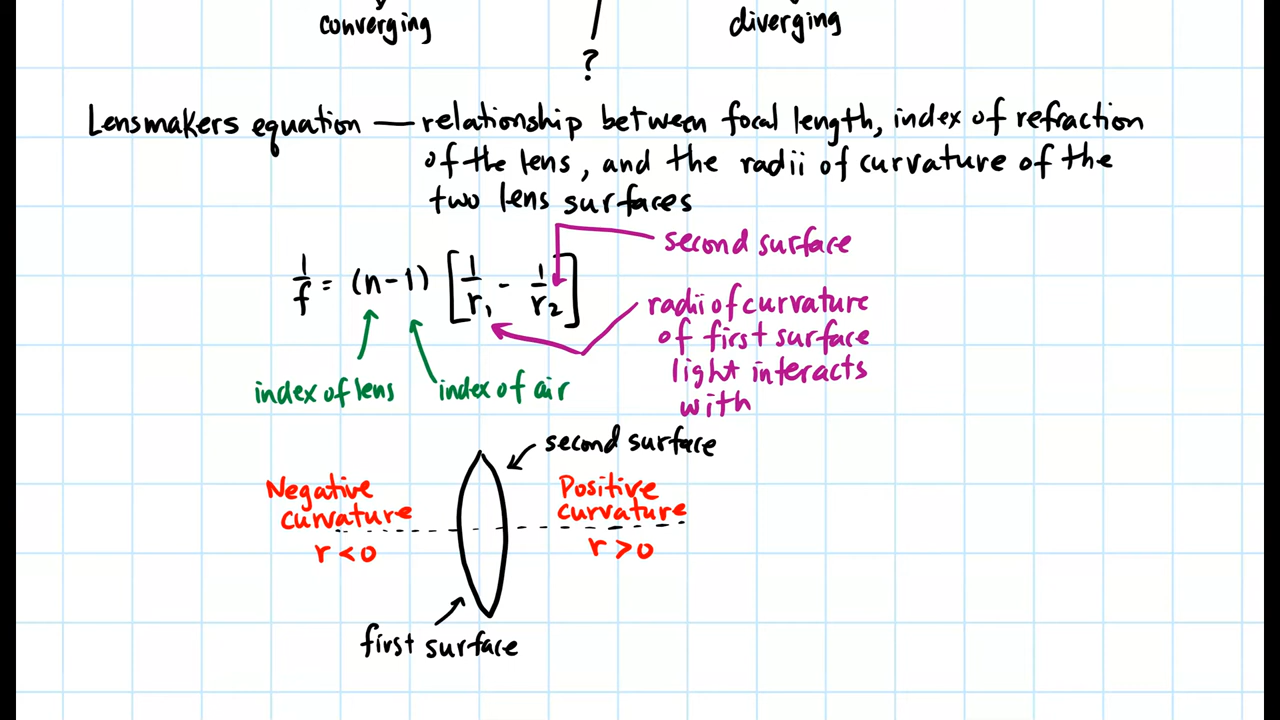 converging
diverging
?
Lensmakers equation — relationship between focal length, index of refraction
of the lens, and the radii of curvature of the
two lens surfaces
second surface
1/f = (n-1) [1/r₁ - 1/r₂]
radii of curvature
of first surface
light interacts
with
index of lens
index of air
second surface
Negative
curvature
r < 0
Positive
curvature
r > 0
first surface